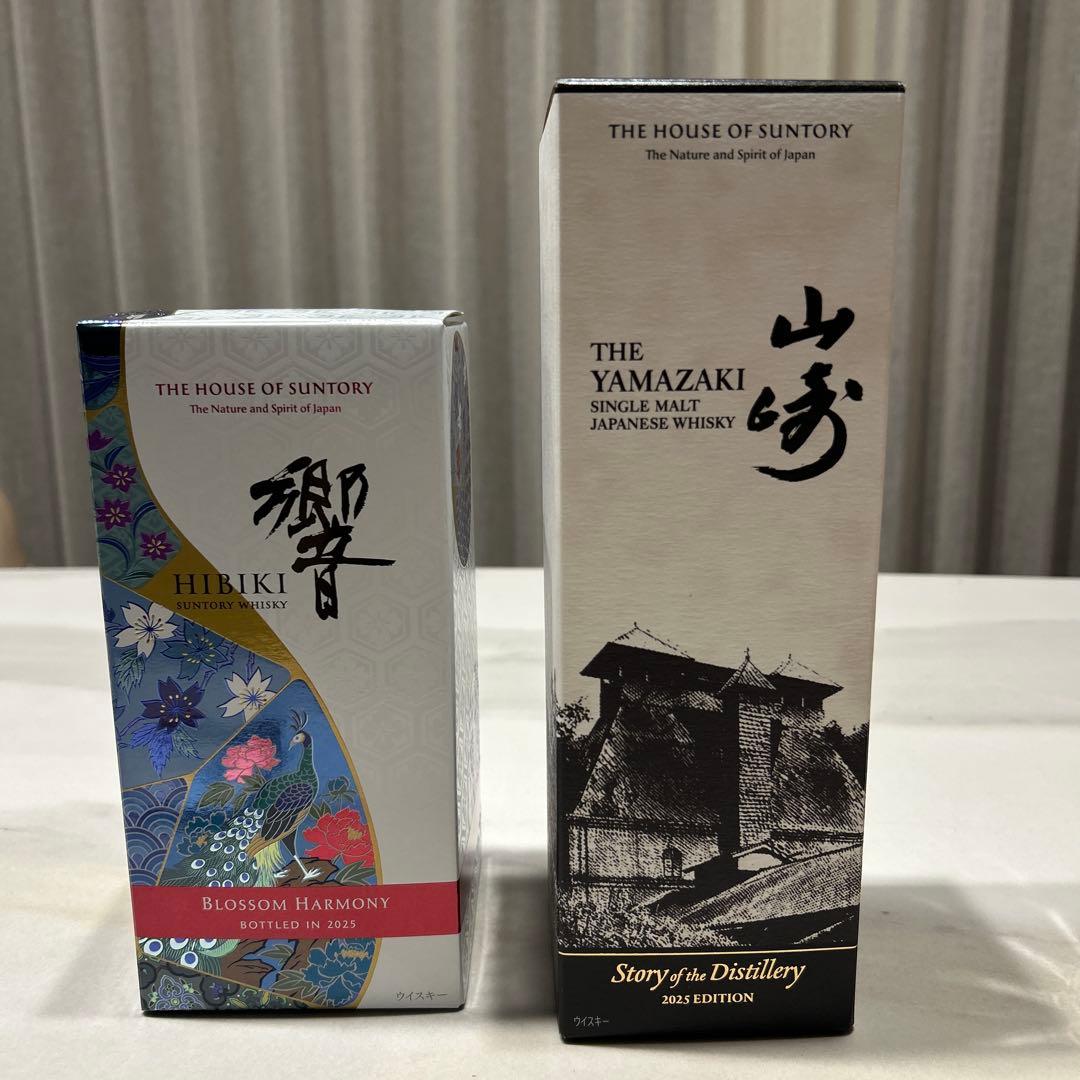 THE HOUSE OF SUNTORY
The Nature and Spirit of Japan
響
HIBIKI
SUNTORY WHISKY
BLOSSOM HARMONY
BOTTLED IN 2025
ウイスキー
THE HOUSE OF SUNTORY
The Nature and Spirit of Japan
山崎
THE
YAMAZAKI
SINGLE MALT
JAPANESE WHISKY
Story of the Distillery
2025 EDITION
ウイスキー